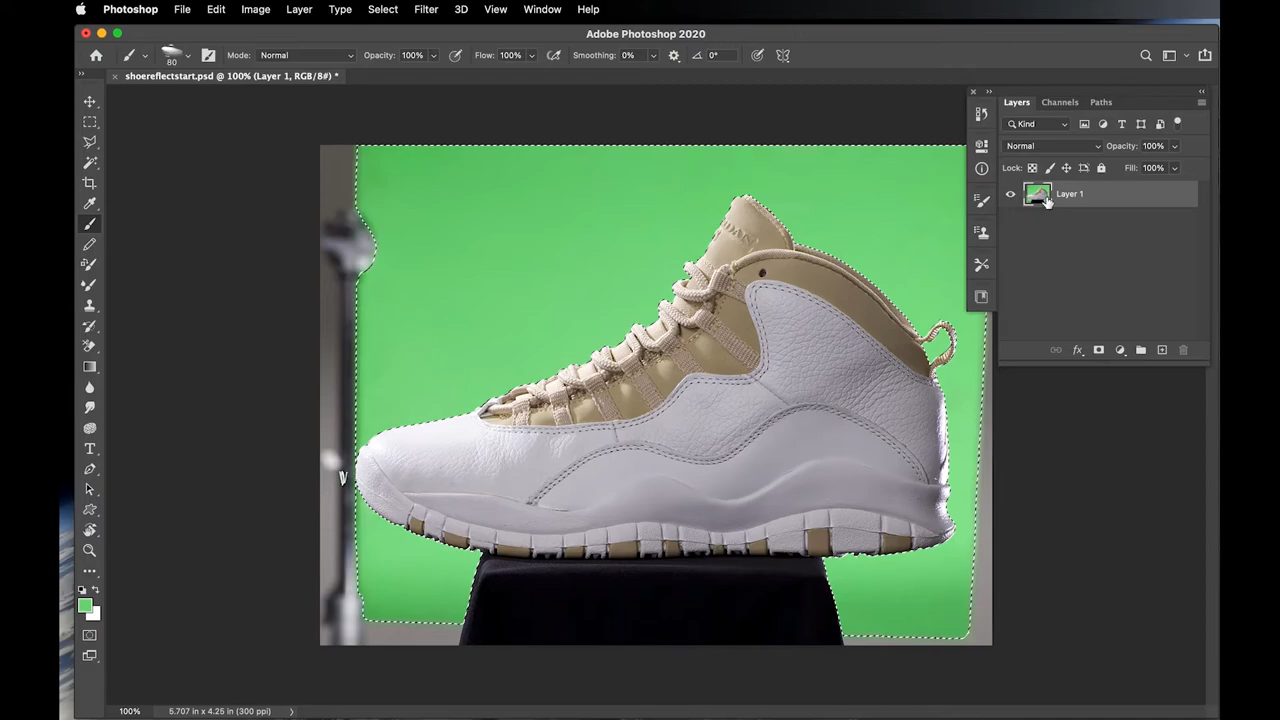 Photoshop File Edit Image Layer Type Select Filter 3D View Window Help
Adobe Photoshop 2020
80 Mode: Normal Opacity: 100% Flow: 100% Smoothing: 0% 0°
shoereflectstart.psd @ 100% (Layer 1, RGB/8#) *
Layers Channels Paths
Kind
Normal Opacity: 100%
Lock: Fill: 100%
Layer 1
fx
100% 5.707 in x 4.25 in (300 ppi)